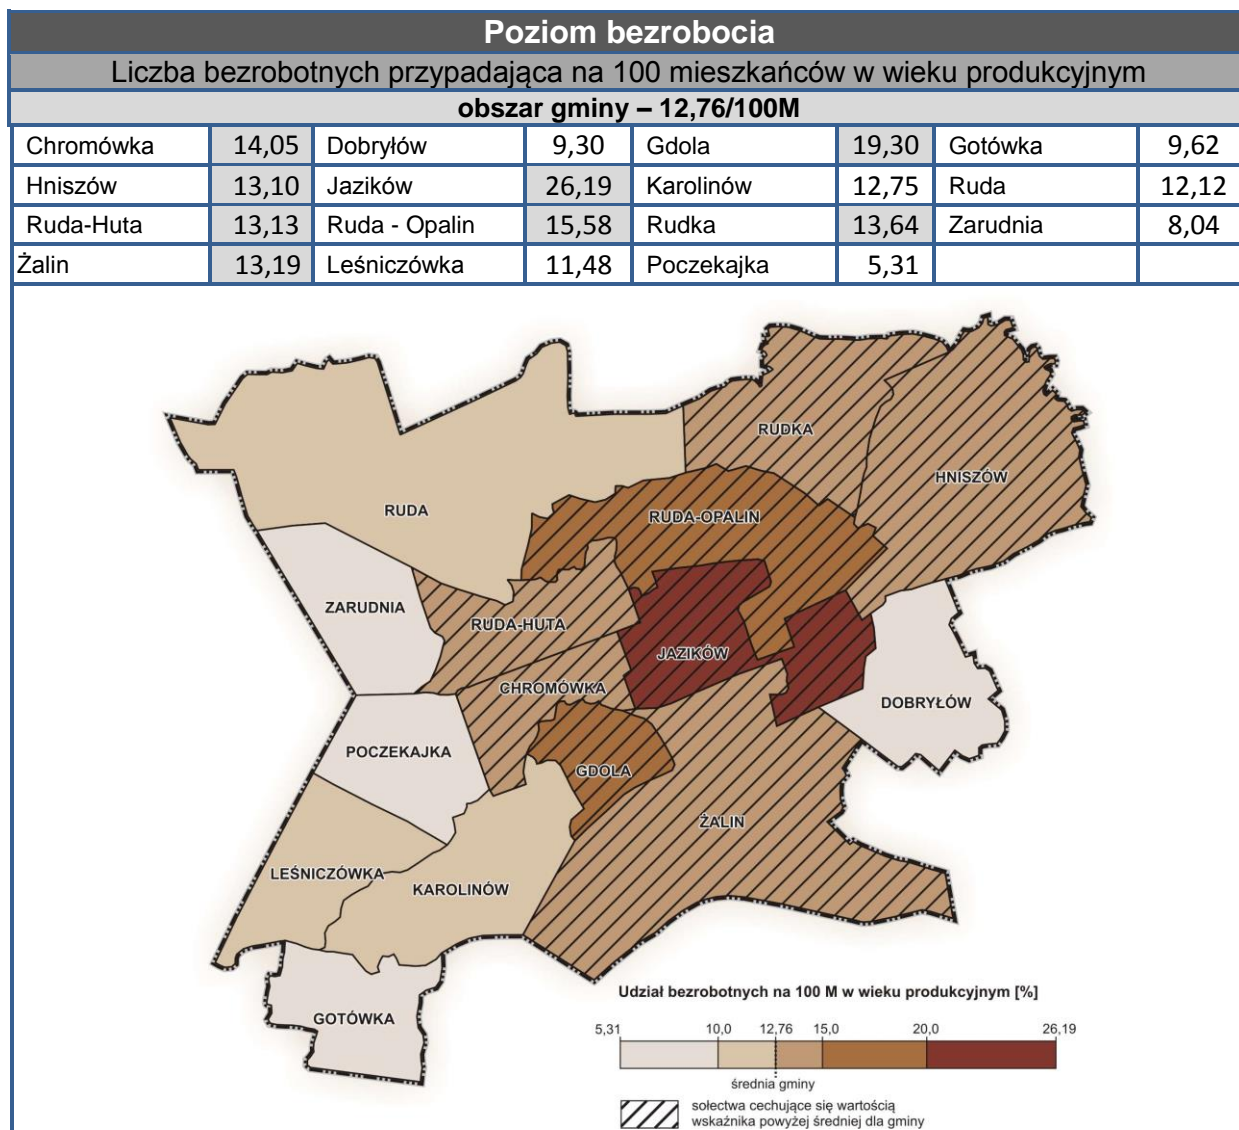 Poziom bezrobocia
Liczba bezrobotnych przypadająca na 100 mieszkańców w wieku produkcyjnym
obszar gminy – 12,76/100M
Chromówka 14,05 Dobryłów 9,30 Gdola 19,30 Gotówka 9,62
Hniszów 13,10 Jazików 26,19 Karolinów 12,75 Ruda 12,12
Ruda-Huta 13,13 Ruda - Opalin 15,58 Rudka 13,64 Zarudnia 8,04
Żalin 13,19 Leśniczówka 11,48 Poczekajka 5,31
RUDKA
HNISZÓW
RUDA
RUDA-OPALIN
ZARUDNIA
RUDA-HUTA
JAZIKÓW
CHROMÓWKA
DOBRYŁÓW
POCZEKAJKA
GDOLA
ŻALIN
LEŚNICZÓWKA
KAROLINÓW
GOTÓWKA
Udział bezrobotnych na 100 M w wieku produkcyjnym [%]
5,31 10,0 12,76 15,0 20,0 26,19
średnia gminy
sołectwa cechujące się wartością
wskaźnika powyżej średniej dla gminy